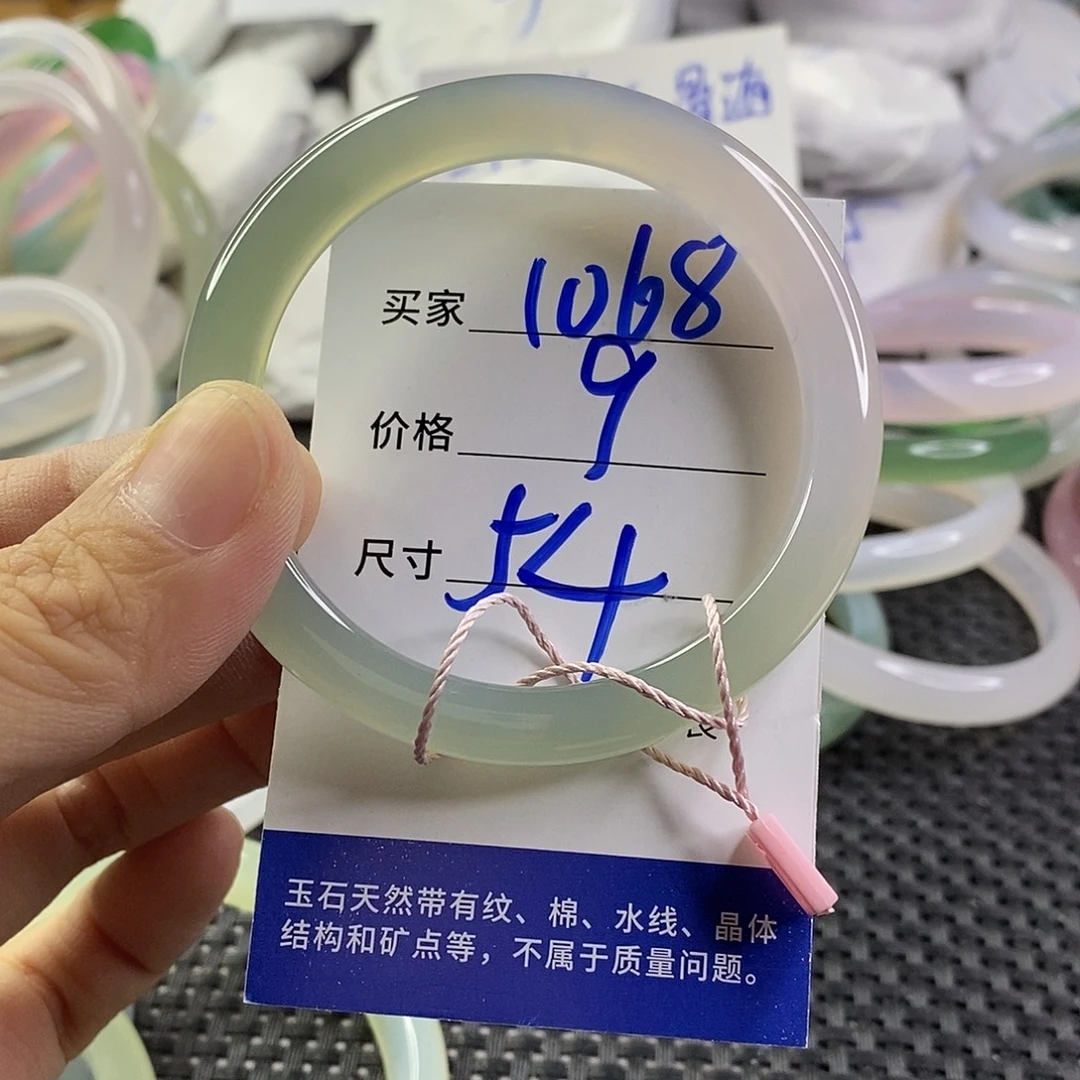 买家 1068
9
价格
尺寸 54
玉石天然带有纹、棉、水线、晶体
结构和矿点等，不属于质量问题。